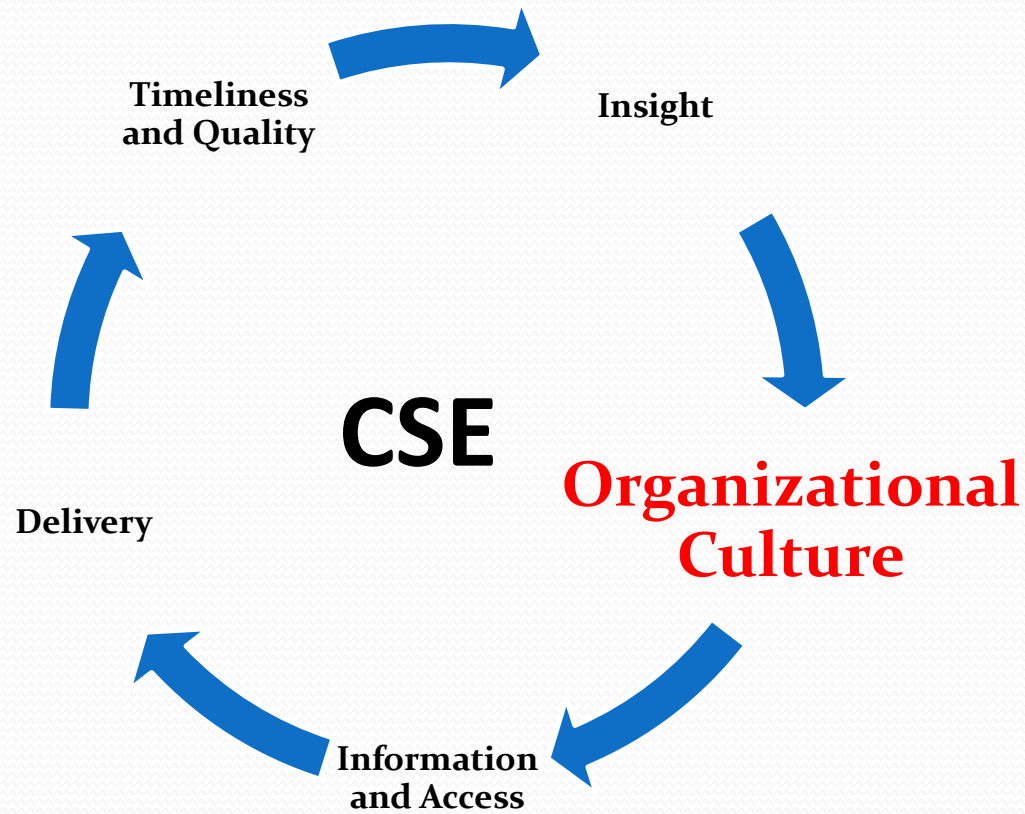 Timeliness
and Quality
Insight
CSE
Organizational
Culture
Delivery
Information
and Access